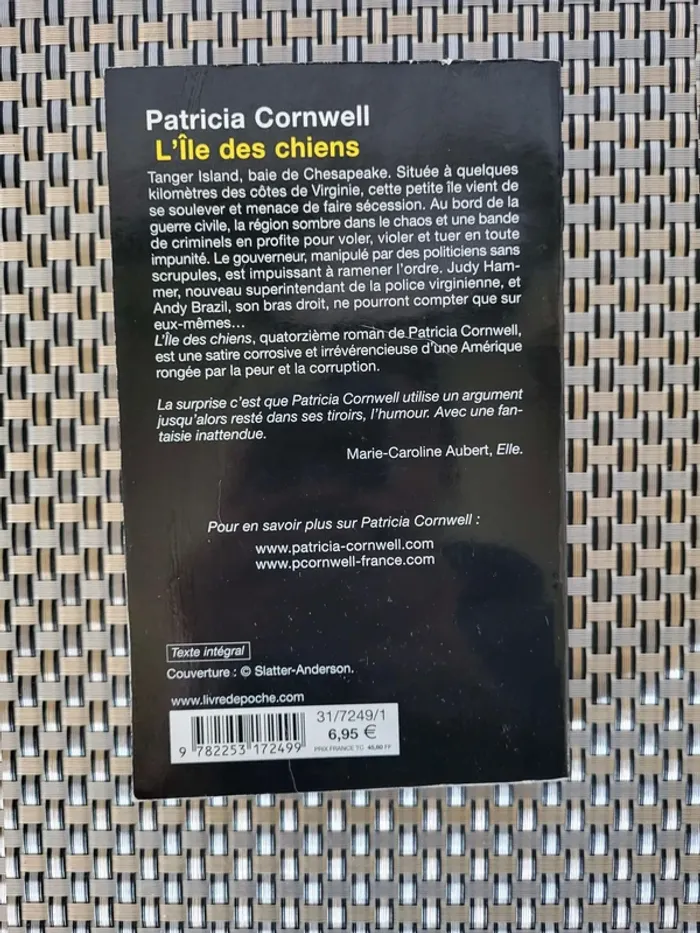 Patricia Cornwell
L'Île des chiens
Tanger Island, baie de Chesapeake. Située à quelques
kilomètres des côtes de Virginie, cette petite île vient de
se soulever et menace de faire sécession. Au bord de la
guerre civile, la région sombre dans le chaos et une bande
de criminels en profite pour voler, violer et tuer en toute
impunité. Le gouverneur, manipulé par des politiciens sans
scrupules, est impuissant à ramener l'ordre. Judy Ham-
mer, nouveau superintendant de la police virginienne, et
Andy Brazil, son bras droit, ne pourront compter que sur
eux-mêmes...
L'Île des chiens, quatorzième roman de Patricia Cornwell,
est une satire corrosive et irrévérencieuse d'une Amérique
rongée par la peur et la corruption.
La surprise c'est que Patricia Cornwell utilise un argument
jusqu'alors resté dans ses tiroirs, l'humour. Avec une fan-
taisie inattendue.
Marie-Caroline Aubert, Elle.
Pour en savoir plus sur Patricia Cornwell :
www.patricia-cornwell.com
www.pcornwell-france.com
Texte intégral
Couverture : © Slatter-Anderson.
www.livredepoche.com
31/7249/1
6,95 €
PRIX FRANCE TC 45,60 FF
9 782253 172499